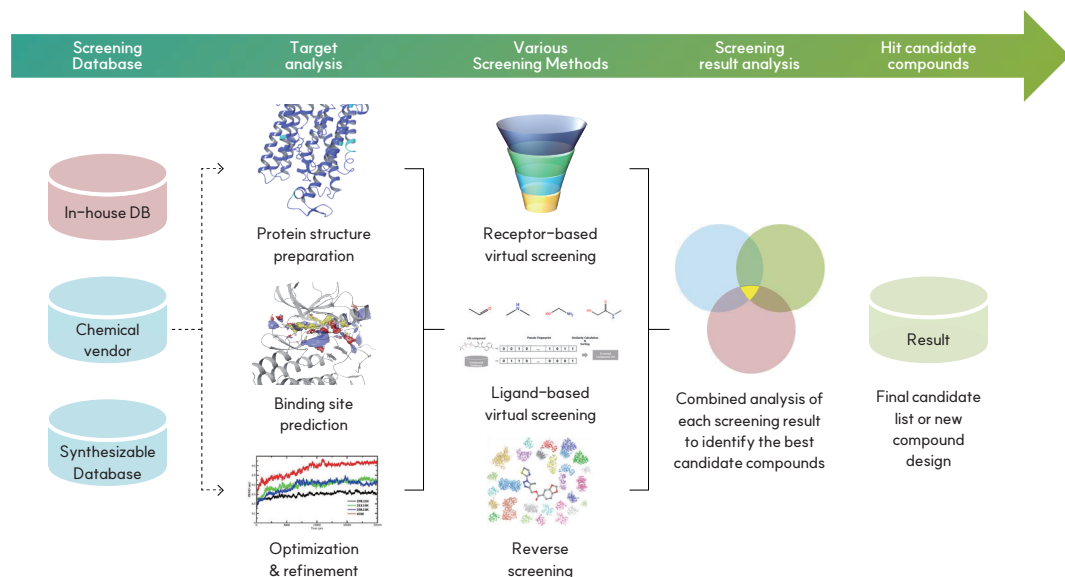 Screening
Database
Target
analysis
Various
Screening Methods
Screening
result analysis
Hit candidate
compounds
In-house DB
Chemical
vendor
Synthesizable
Database
Protein structure
preparation
Binding site
prediction
Optimization
& refinement
Receptor-based
virtual screening
Ligand-based
virtual screening
Reverse
screening
Combined analysis of
each screening result
to identify the best
candidate compounds
Result
Final candidate
list or new
compound
design